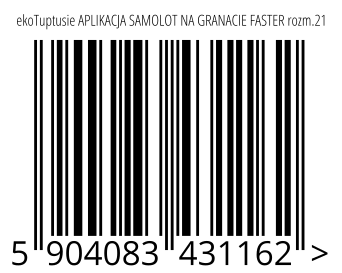 ekoTuptusie APLIKACJA SAMOLOT NA GRANACIE FASTER rozm.21
5 904083 431162 >